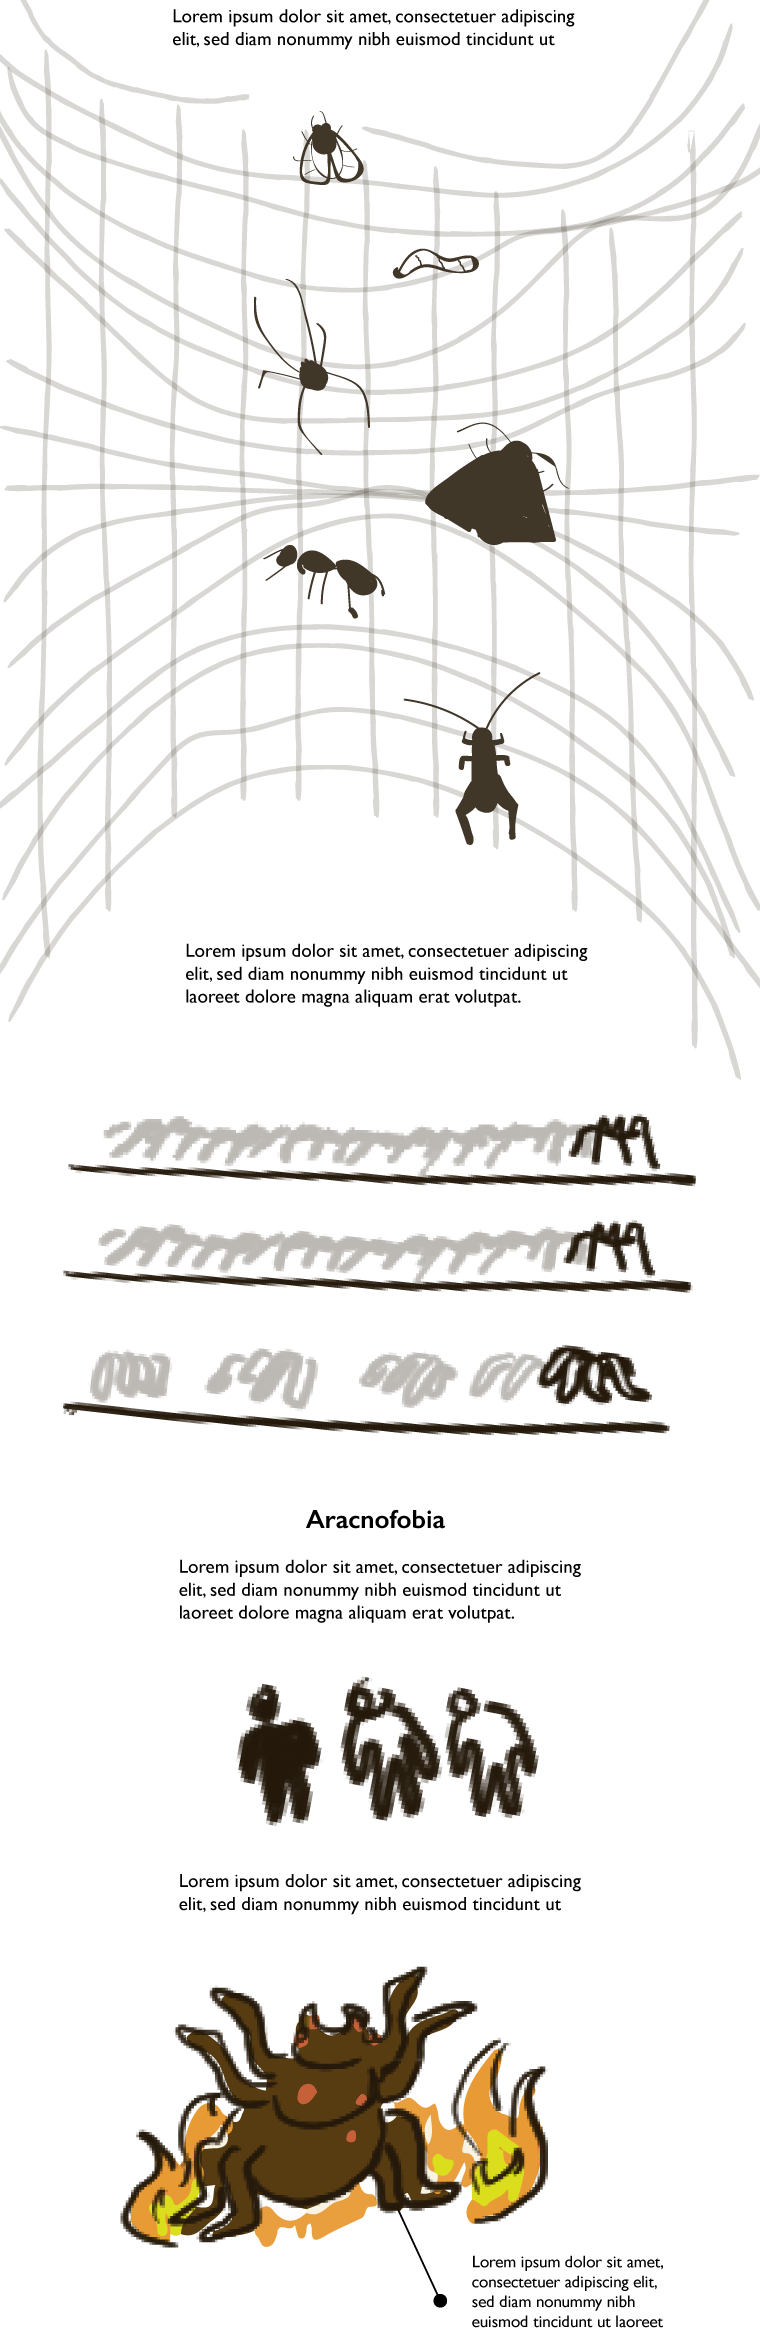 Lorem ipsum dolor sit amet, consectetuer adipiscing
elit, sed diam nonummy nibh euismod tincidunt ut
Lorem ipsum dolor sit amet, consectetuer adipiscing
elit, sed diam nonummy nibh euismod tincidunt ut
laoreet dolore magna aliquam erat volutpat.
Aracnofobia
Lorem ipsum dolor sit amet, consectetuer adipiscing
elit, sed diam nonummy nibh euismod tincidunt ut
laoreet dolore magna aliquam erat volutpat.
Lorem ipsum dolor sit amet, consectetuer adipiscing
elit, sed diam nonummy nibh euismod tincidunt ut
Lorem ipsum dolor sit amet,
consectetuer adipiscing elit,
sed diam nonummy nibh
euismod tincidunt ut laoreet